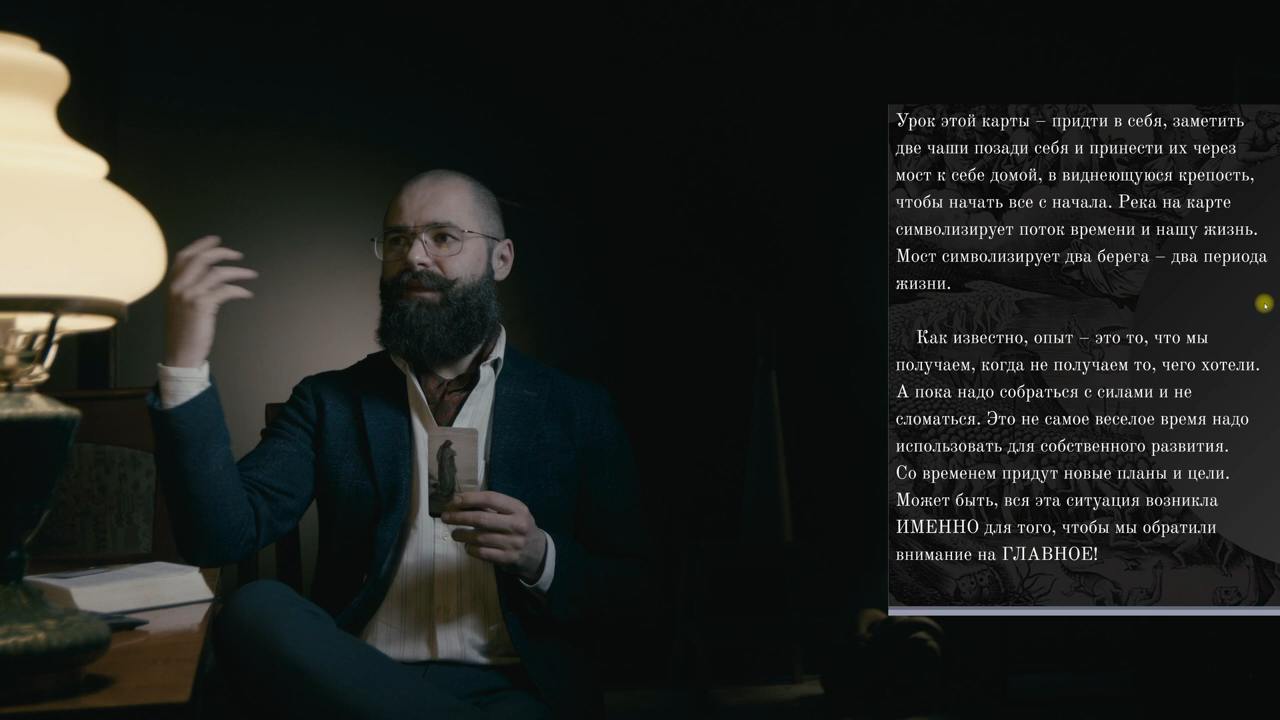 Урок этой карты – придти в себя, заметить
две чаши позади себя и принести их через
мост к себе домой, в виднеющуюся крепость,
чтобы начать все с начала. Река на карте
символизирует поток времени и нашу жизнь.
Мост символизирует два берега – два периода
жизни.
Как известно, опыт – это то, что мы
получаем, когда не получаем то, чего хотели.
А пока надо собраться с силами и не
сломаться. Это не самое веселое время надо
использовать для собственного развития.
Со временем придут новые планы и цели.
Может быть, вся эта ситуация возникла
ИМЕННО для того, чтобы мы обратили
внимание на ГЛАВНОЕ!